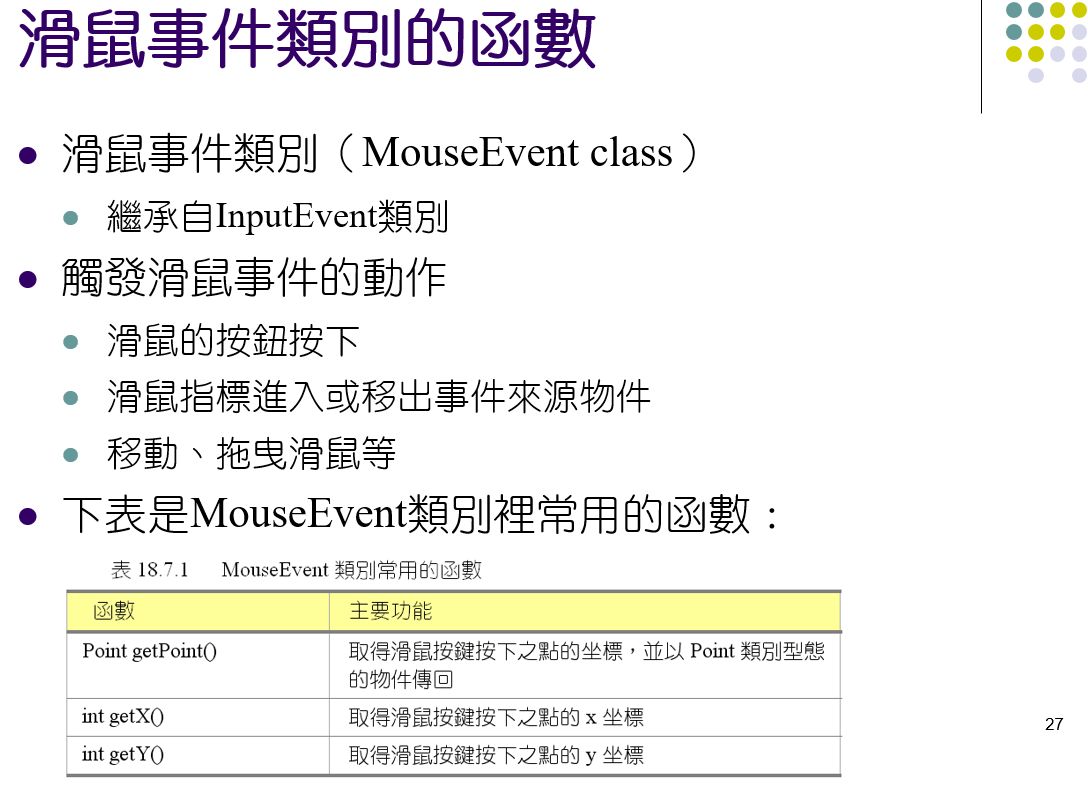 滑鼠事件類別的函數
滑鼠事件類別（MouseEvent class）
繼承自InputEvent類別
觸發滑鼠事件的動作
滑鼠的按鈕按下
滑鼠指標進入或移出事件來源物件
移動、拖曳滑鼠等
下表是MouseEvent類別裡常用的函數：
表 18.7.1 MouseEvent 類別常用的函數
函數 主要功能
Point getPoint() 取得滑鼠按鍵按下之點的坐標，並以 Point 類別型態
的物件傳回
int getX() 取得滑鼠按鍵按下之點的 x 坐標
int getY() 取得滑鼠按鍵按下之點的 y 坐標
27